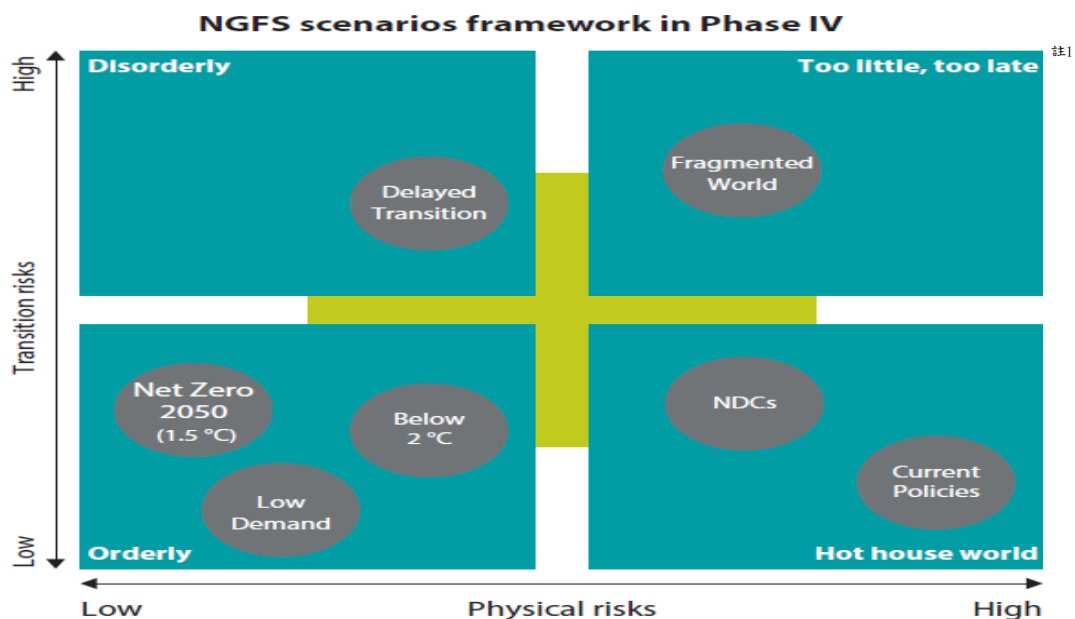 NGFS scenarios framework in Phase IV
註1
High
Disorderly
Too little, too late
Fragmented
World
Delayed
Transition
Transition risks
Net Zero
2050
(1.5 °C)
Below
2 °C
NDCs
Low
Demand
Current
Policies
Low
Orderly
Hot house world
Low
Physical risks
High